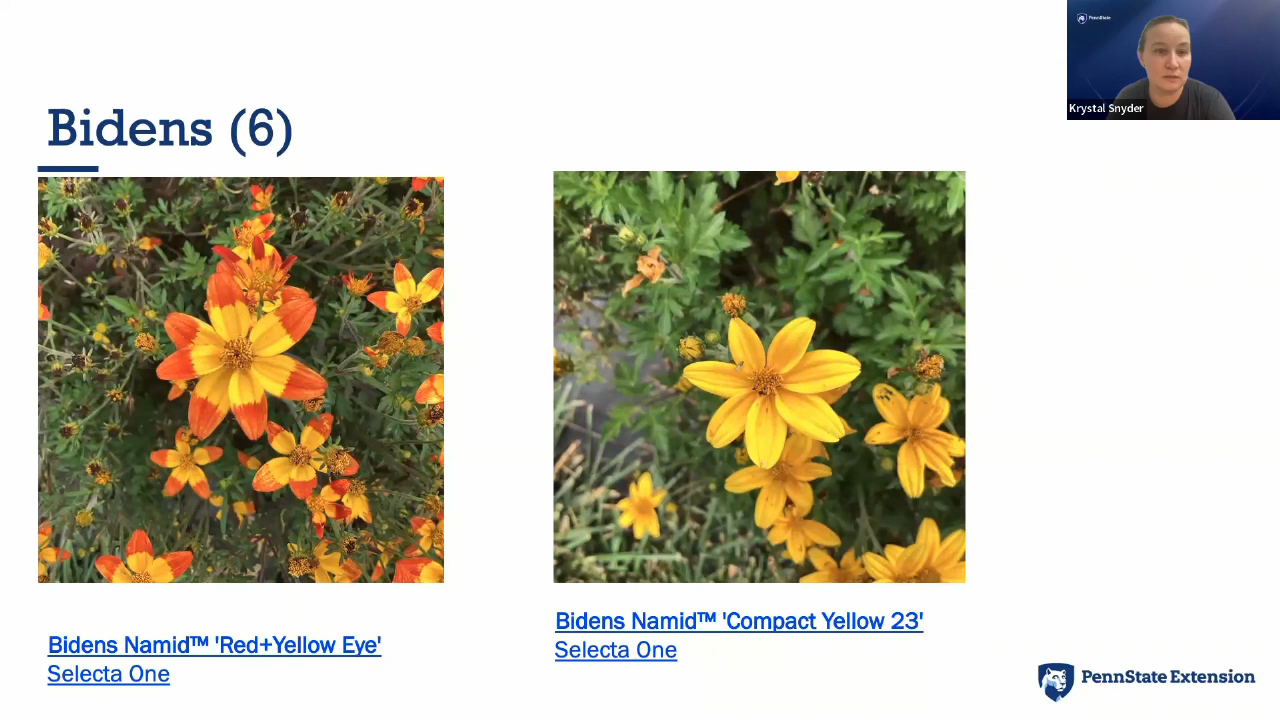 PennState
Krystal Snyder
Bidens (6)
Bidens Namid™ 'Red+Yellow Eye'
Selecta One
Bidens Namid™ 'Compact Yellow 23'
Selecta One
PennState Extension